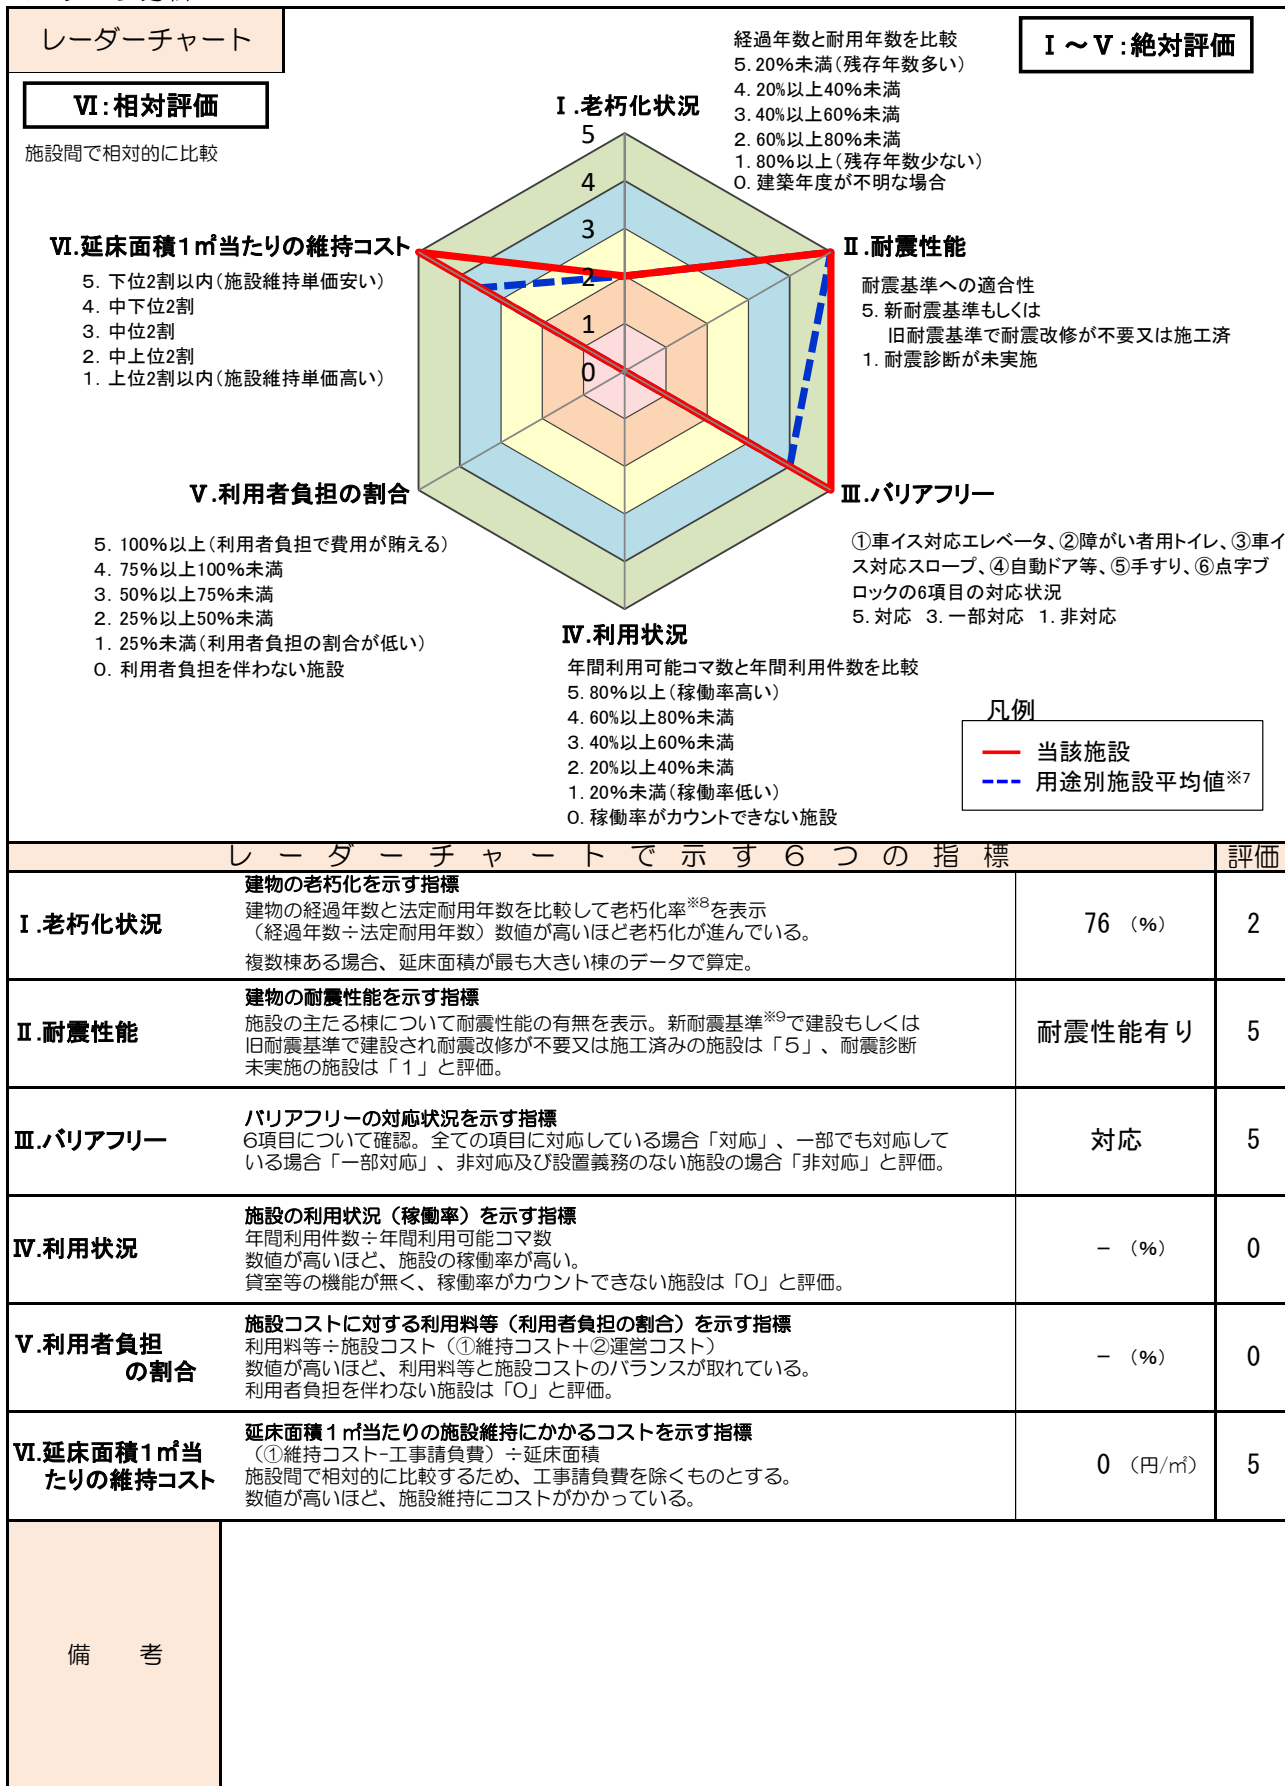 レーダーチャート
Ⅰ～Ⅴ:絶対評価
Ⅵ:相対評価
施設間で相対的に比較
経過年数と耐用年数を比較
5. 20%未満(残存年数多い)
4. 20%以上40%未満
3. 40%以上60%未満
2. 60%以上80%未満
1. 80%以上(残存年数少ない)
0. 建築年度が不明な場合
Ⅰ.老朽化状況
5
4
3
2
1
0
Ⅵ.延床面積1㎡当たりの維持コスト
5. 下位2割以内(施設維持単価安い)
4. 中下位2割
3. 中位2割
2. 中上位2割
1. 上位2割以内(施設維持単価高い)
Ⅱ.耐震性能
耐震基準への適合性
5. 新耐震基準もしくは
旧耐震基準で耐震改修が不要又は施工済
1. 耐震診断が未実施
Ⅴ.利用者負担の割合
5. 100%以上(利用者負担で費用が賄える)
4. 75%以上100%未満
3. 50%以上75%未満
2. 25%以上50%未満
1. 25%未満(利用者負担の割合が低い)
0. 利用者負担を伴わない施設
Ⅲ.バリアフリー
①車イス対応エレベータ、②障がい者用トイレ、③車イ
ス対応スロープ、④自動ドア等、⑤手すり、⑥点字ブ
ロックの6項目の対応状況
5. 対応 3. 一部対応 1. 非対応
Ⅳ.利用状況
年間利用可能コマ数と年間利用件数を比較
5. 80%以上(稼働率高い)
4. 60%以上80%未満
3. 40%以上60%未満
2. 20%以上40%未満
1. 20%未満(稼働率低い)
0. 稼働率がカウントできない施設
凡例
当該施設
用途別施設平均値※7
レーダーチャートで示す6つの指標 評価
Ⅰ.老朽化状況
建物の老朽化を示す指標
建物の経過年数と法定耐用年数を比較して老朽化率※8を表示
(経過年数÷法定耐用年数)数値が高いほど老朽化が進んでいる。
複数棟ある場合、延床面積が最も大きい棟のデータで算定。
76 (%) 2
Ⅱ.耐震性能
建物の耐震性能を示す指標
施設の主たる棟について耐震性能の有無を表示。新耐震基準※9で建設もしくは
旧耐震基準で建設され耐震改修が不要又は施工済みの施設は「5」、耐震診断
未実施の施設は「1」と評価。
耐震性能有り 5
Ⅲ.バリアフリー
バリアフリーの対応状況を示す指標
6項目について確認。全ての項目に対応している場合「対応」、一部でも対応して
いる場合「一部対応」、非対応及び設置義務のない施設の場合「非対応」と評価。
対応 5
Ⅳ.利用状況
施設の利用状況(稼働率)を示す指標
年間利用件数÷年間利用可能コマ数
数値が高いほど、施設の稼働率が高い。
貸室等の機能が無く、稼働率がカウントできない施設は「0」と評価。
- (%) 0
Ⅴ.利用者負担
の割合
施設コストに対する利用料等(利用者負担の割合)を示す指標
利用料等÷施設コスト(①維持コスト+②運営コスト)
数値が高いほど、利用料等と施設コストのバランスが取れている。
利用者負担を伴わない施設は「0」と評価。
- (%) 0
Ⅵ.延床面積1㎡当
たりの維持コスト
延床面積1㎡当たりの施設維持にかかるコストを示す指標
(①維持コスト-工事請負費)÷延床面積
施設間で相対的に比較するため、工事請負費を除くものとする。
数値が高いほど、施設維持にコストがかかっている。
0 (円/㎡) 5
備 考